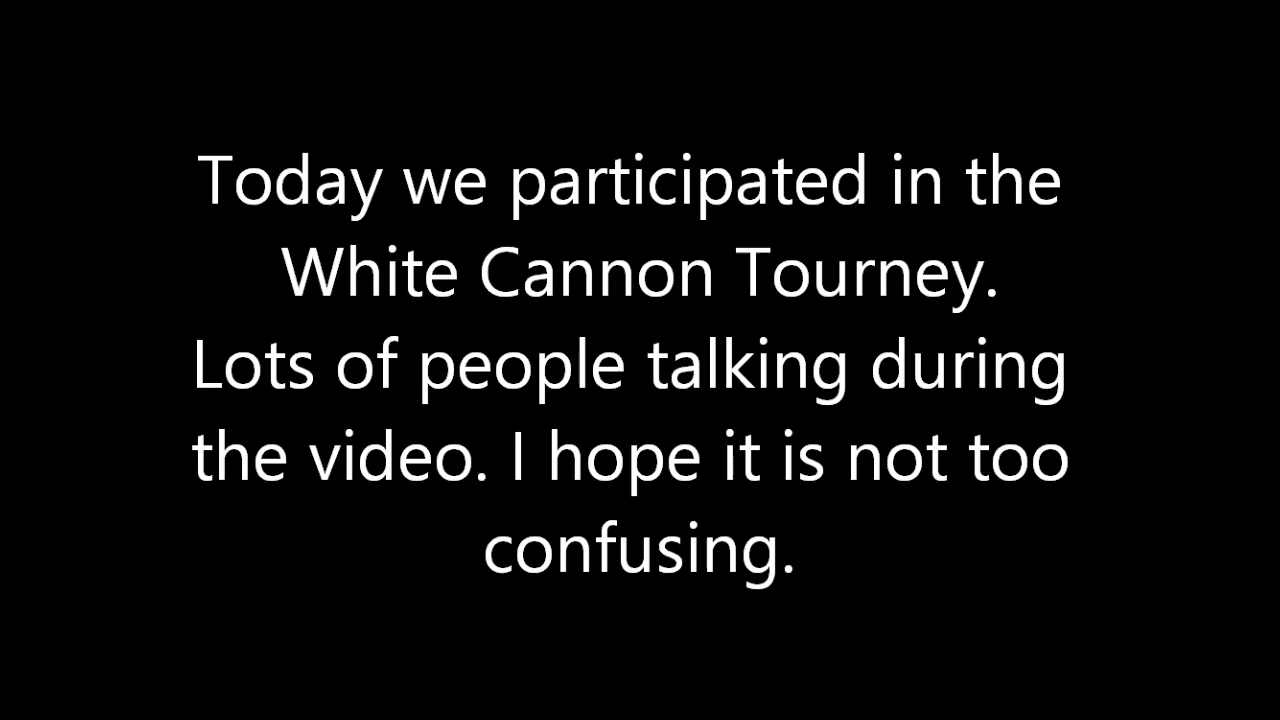 Today we participated in the
White Cannon Tourney.
Lots of people talking during
the video. I hope it is not too
confusing.